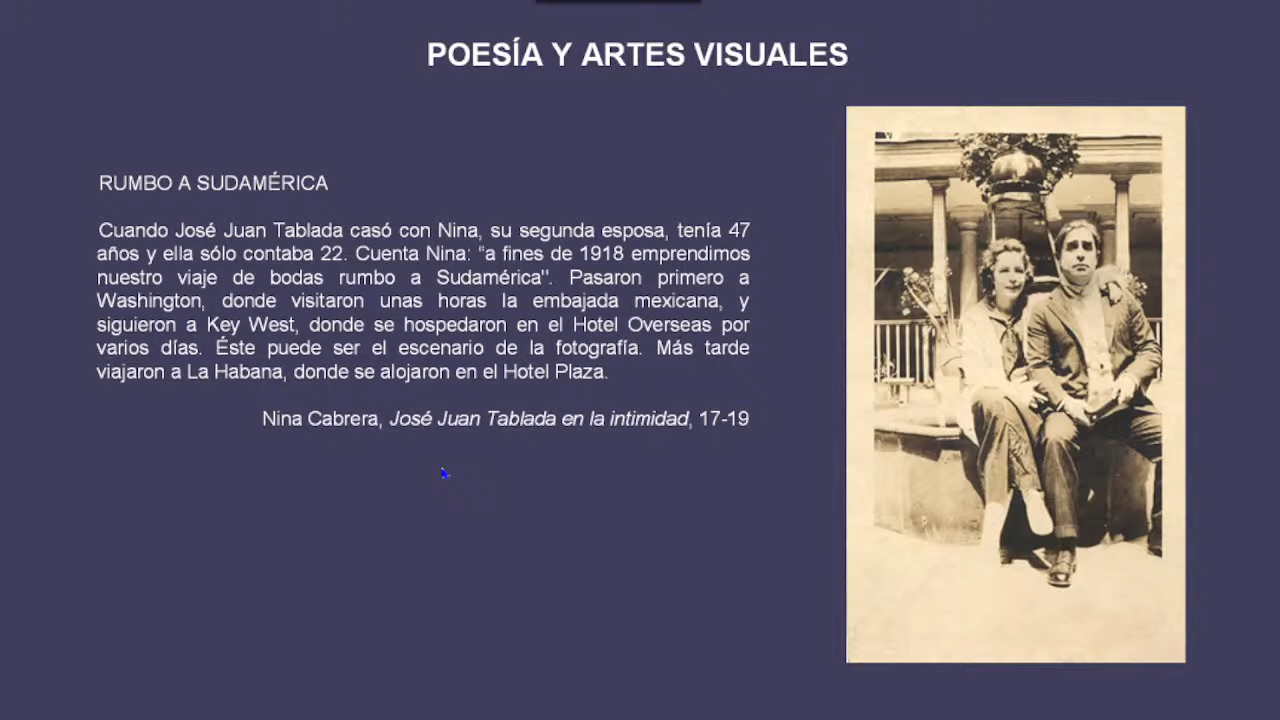 POESÍA Y ARTES VISUALES
RUMBO A SUDAMÉRICA
Cuando José Juan Tablada casó con Nina, su segunda esposa, tenía 47
años y ella sólo contaba 22. Cuenta Nina: “a fines de 1918 emprendimos
nuestro viaje de bodas rumbo a Sudamérica". Pasaron primero a
Washington, donde visitaron unas horas la embajada mexicana, y
siguieron a Key West, donde se hospedaron en el Hotel Overseas por
varios días. Éste puede ser el escenario de la fotografía. Más tarde
viajaron a La Habana, donde se alojaron en el Hotel Plaza.
Nina Cabrera, José Juan Tablada en la intimidad, 17-19